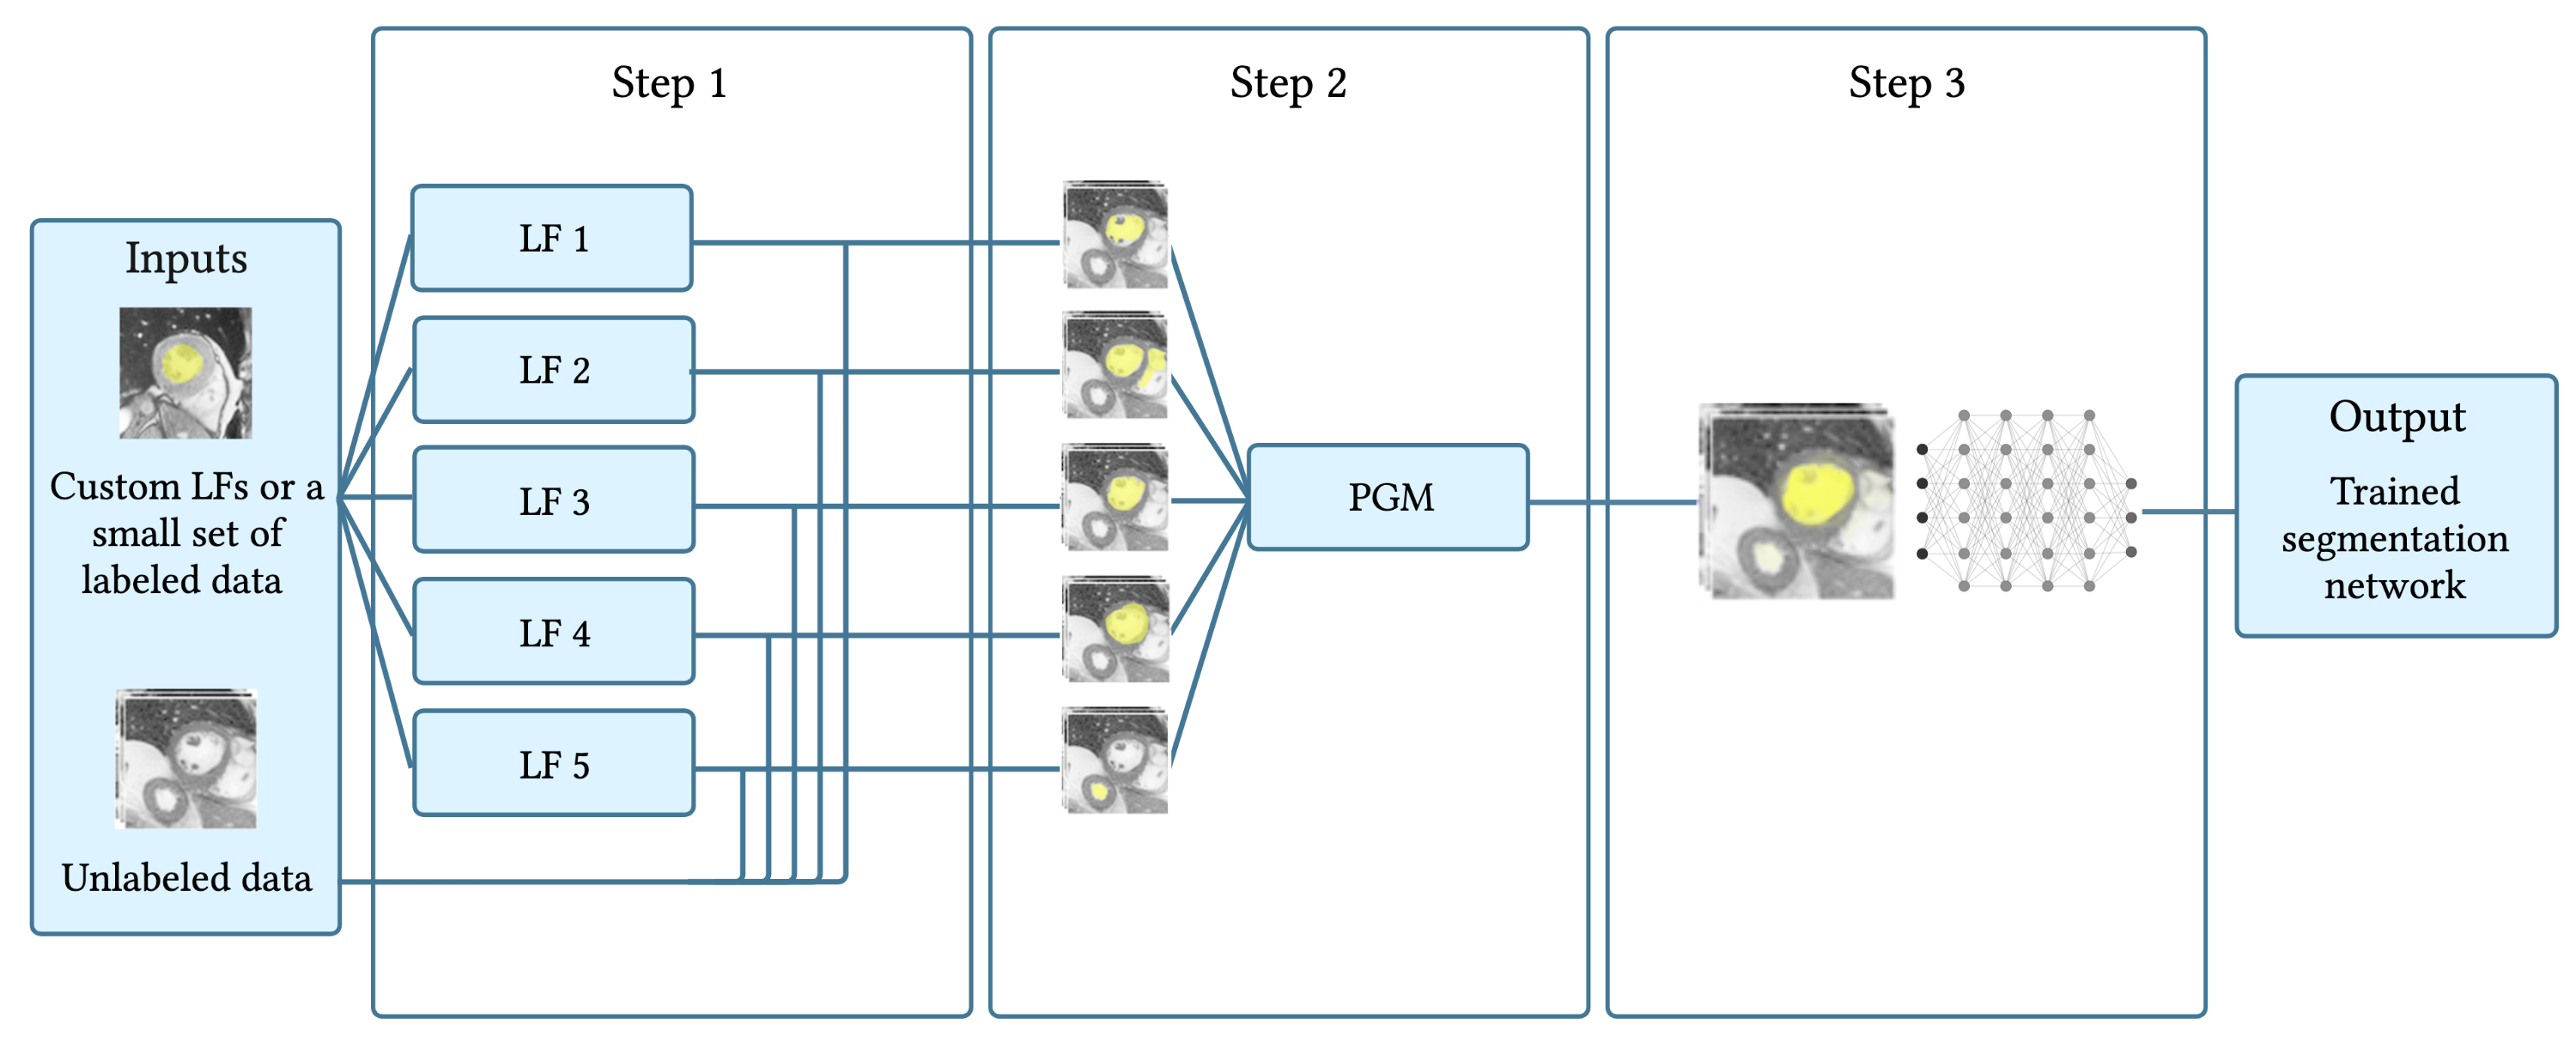 Inputs
Custom LFs or a
small set of
labeled data
Unlabeled data
Step 1
LF 1
LF 2
LF 3
LF 4
LF 5
Step 2
PGM
Step 3
Output
Trained
segmentation
network